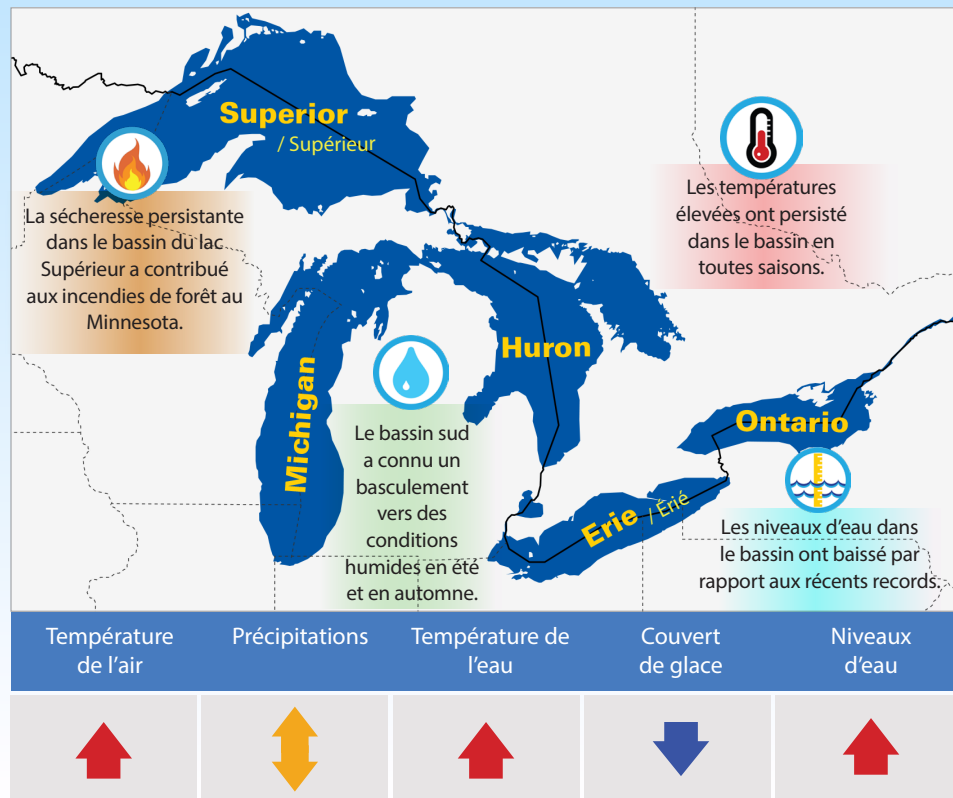 Superior
/ Supérieur
La sécheresse persistante
dans le bassin du lac
Supérieur a contribué
aux incendies de forêt au
Minnesota.
Les températures
élevées ont persisté
dans le bassin en
toutes saisons.
Michigan
Huron
Le bassin sud
a connu un
basculement
vers des
conditions
humides en été
et en automne.
Ontario
Erie / Érié
Les niveaux d'eau dans
le bassin ont baissé par
rapport aux récents records.
Température
de l'air
Précipitations
Température de
l'eau
Couvert
de glace
Niveaux
d'eau